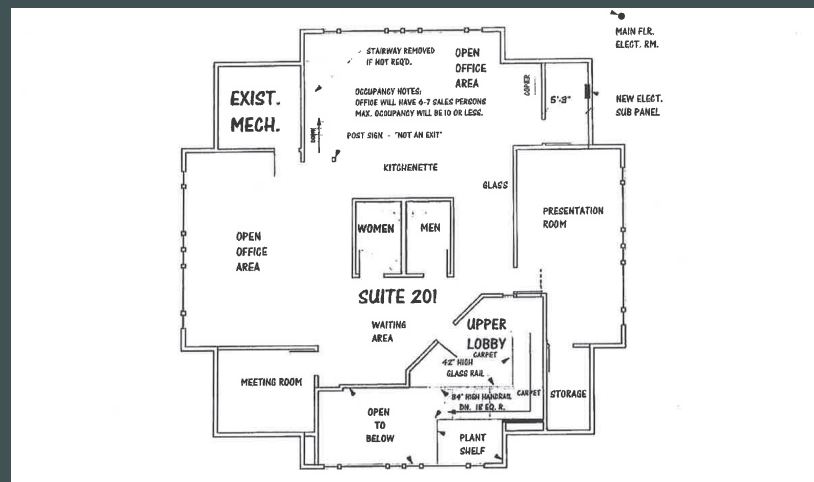 MAIN FLR.
ELECT. RM.
STAIRWAY REMOVED
IF NOT REQ'D.
OPEN
OFFICE
AREA
COPIER
5'-3"
NEW ELECT.
SUB PANEL
EXIST.
MECH.
OCCUPANCY NOTES:
OFFICE WILL HAVE 6-7 SALES PERSONS
MAX. OCCUPANCY WILL BE 10 OR LESS.
DOWN
POST SIGN - "NOT AN EXIT"
KITCHENETTE
GLASS
PRESENTATION
ROOM
WOMEN
MEN
OPEN
OFFICE
AREA
SUITE 201
WAITING
AREA
UPPER
LOBBY
CARPET
42" HIGH
GLASS RAIL
MEETING ROOM
34" HIGH HANDRAIL
DN. 18 EQ. R.
CARPET
STORAGE
OPEN
TO
BELOW
PLANT
SHELF